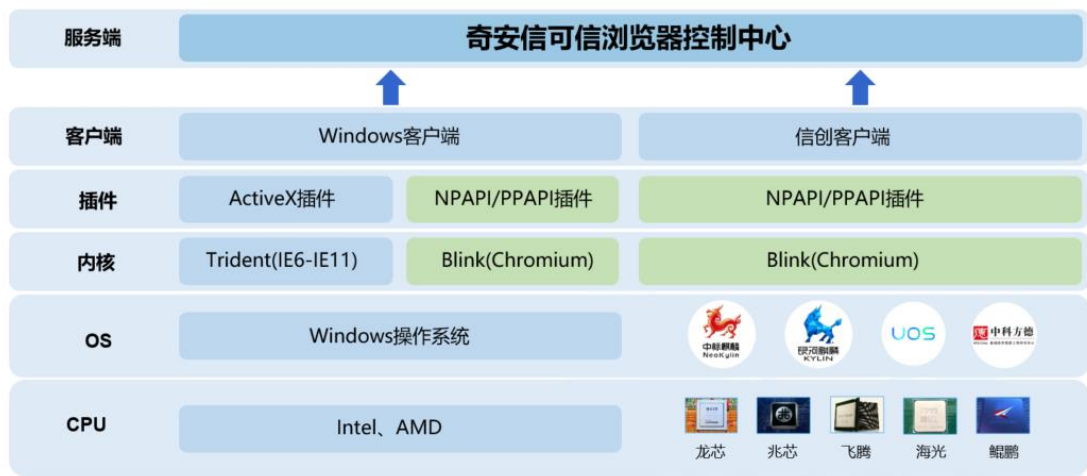 服务端
奇安信可信浏览器控制中心
客户端
Windows客户端
信创客户端
插件
ActiveX插件
NPAPI/PPAPI插件
NPAPI/PPAPI插件
内核
Trident(IE6-IE11)
Blink(Chromium)
Blink(Chromium)
OS
Windows操作系统
中标麒麟
NeoKylin
银河麒麟
KYLIN
UOS
中科方德
CPU
Intel、AMD
龙芯
兆芯
飞腾
海光
鲲鹏